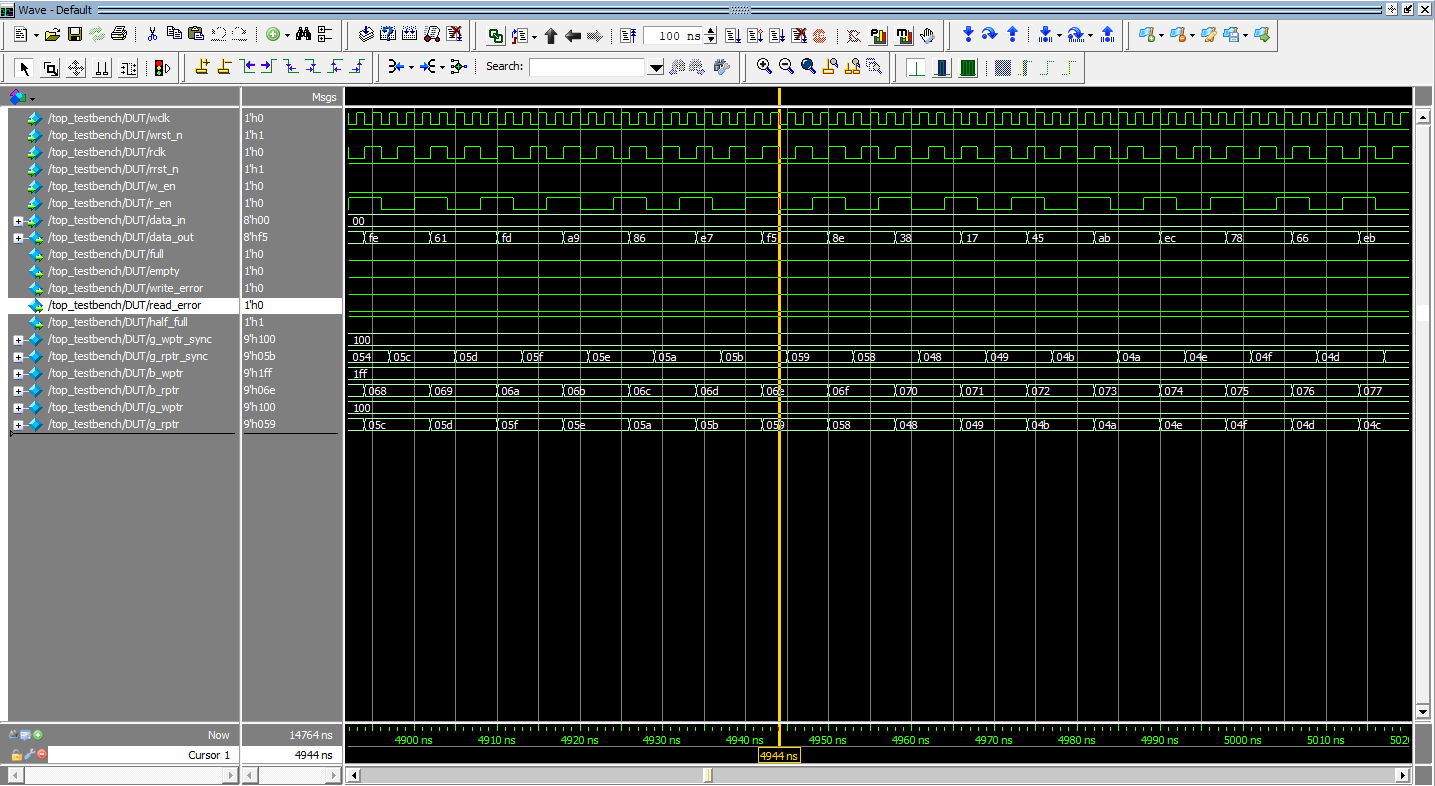 Wave - Default
100 ns
Search:
Msgs
/top_testbench/DUT/wclk 1'h0
/top_testbench/DUT/wrst_n 1'h1
/top_testbench/DUT/rclk 1'h0
/top_testbench/DUT/rrst_n 1'h1
/top_testbench/DUT/w_en 1'h0
/top_testbench/DUT/r_en 1'h0
/top_testbench/DUT/data_in 8'h00 00
/top_testbench/DUT/data_out 8'hf5 fe 61 fd a9 86 e7 f5 8e 38 17 45 ab ec 78 66 eb
/top_testbench/DUT/full 1'h0
/top_testbench/DUT/empty 1'h0
/top_testbench/DUT/write_error 1'h0
/top_testbench/DUT/read_error 1'h0
/top_testbench/DUT/half_full 1'h1
/top_testbench/DUT/g_wptr_sync 9'h100 100
/top_testbench/DUT/g_rptr_sync 9'h05b 054 05c 05d 05f 05e 05a 05b 059 058 048 049 04b 04a 04e 04f 04d
/top_testbench/DUT/b_wptr 9'h1ff 1ff
/top_testbench/DUT/b_rptr 9'h06e 068 069 06a 06b 06c 06d 06e 06f 070 071 072 073 074 075 076 077
/top_testbench/DUT/g_wptr 9'h100 100
/top_testbench/DUT/g_rptr 9'h059 05c 05d 05f 05e 05a 05b 059 058 048 049 04b 04a 04e 04f 04d 04c
Now 14764 ns 4900 ns 4910 ns 4920 ns 4930 ns 4940 ns 4950 ns 4960 ns 4970 ns 4980 ns 4990 ns 5000 ns 5010 ns 5020
Cursor 1 4944 ns 4944 ns